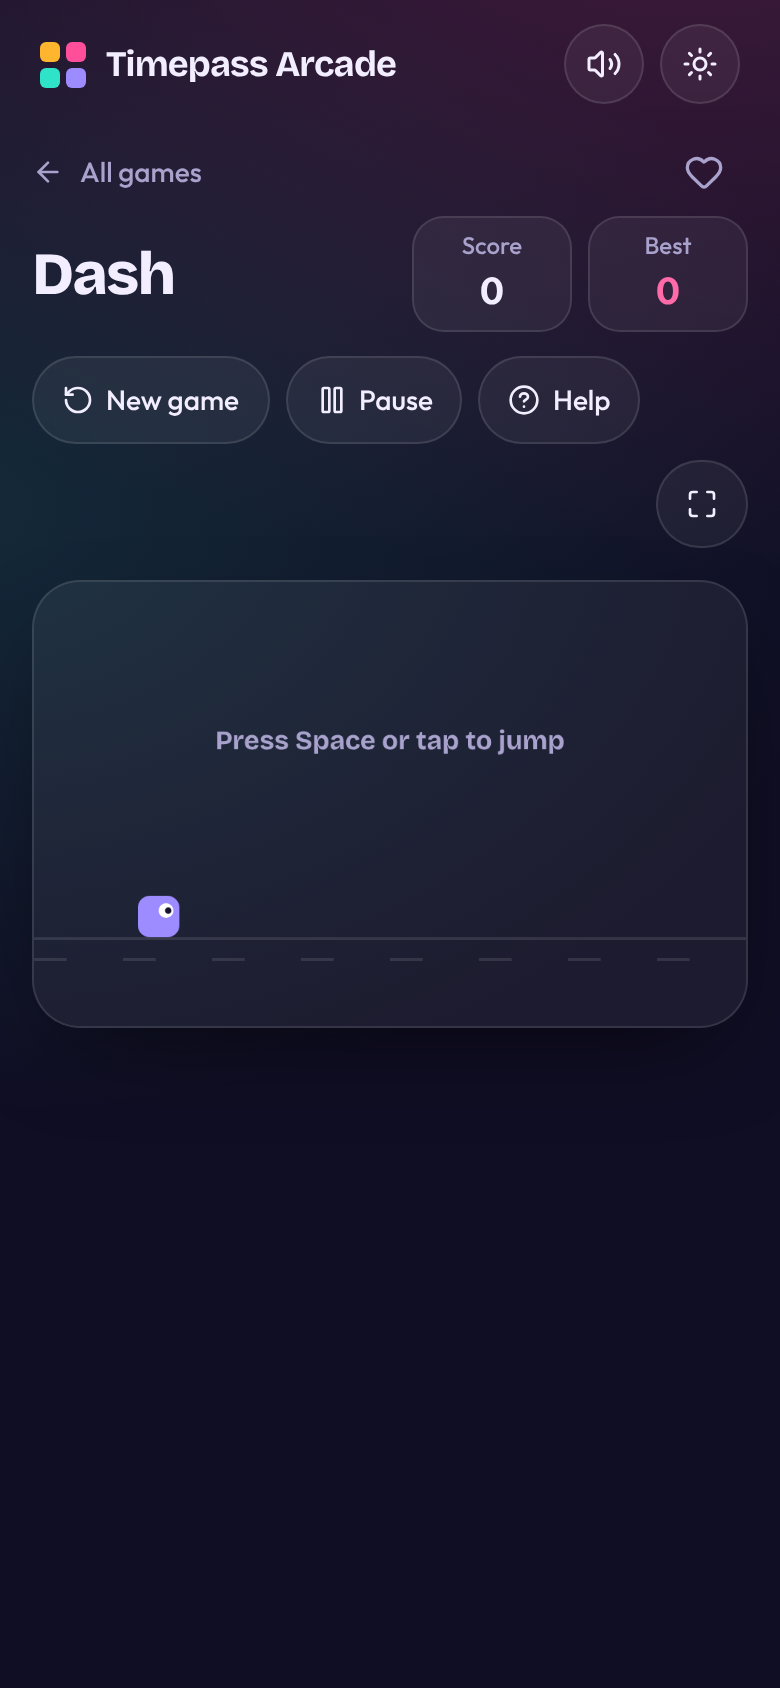 Timepass Arcade
All games
Dash
Score
0
Best
0
New game
Pause
Help
Press Space or tap to jump